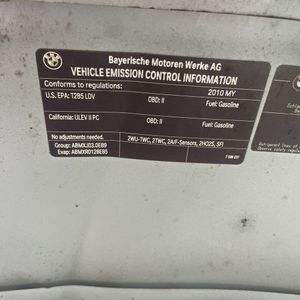 Bayerische Motoren Werke AG
VEHICLE EMISSION CONTROL INFORMATION
Conforms to regulations: 2010 MY
U.S. EPA: T2B5 LDV OBD: II Fuel: Gasoline
California: ULEV II PC OBD: II Fuel: Gasoline
No adjustments needed. 2WU-TWC, 2TWC, 2A/F-Sensors, 2HO2S, SFI
Group: ABMXJ03.0E89
Evap: ABMXR0128E85